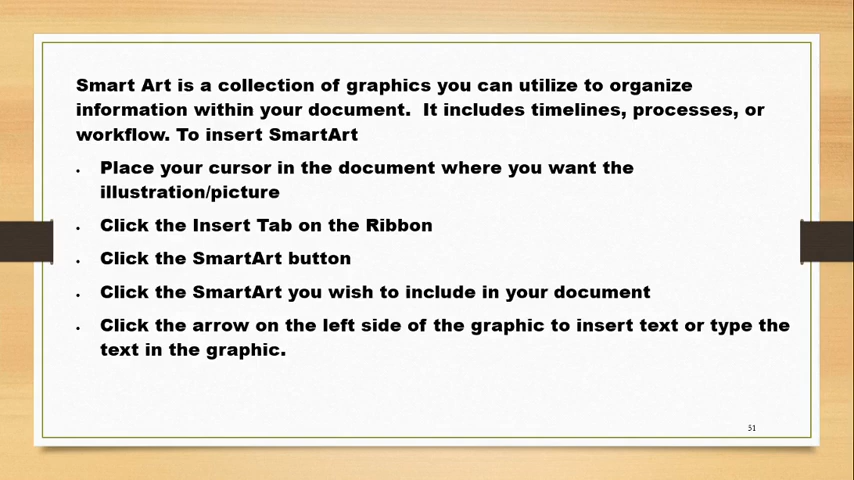 Smart Art is a collection of graphics you can utilize to organize
information within your document.  It includes timelines, processes, or
workflow. To insert SmartArt
• Place your cursor in the document where you want the
illustration/picture
• Click the Insert Tab on the Ribbon
• Click the SmartArt button
• Click the SmartArt you wish to include in your document
• Click the arrow on the left side of the graphic to insert text or type the
text in the graphic.
51